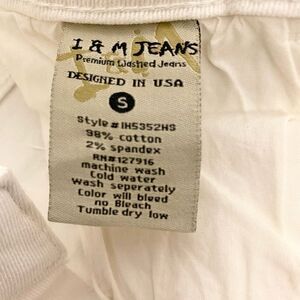 I & M JEANS
Premium Washed Jeans
DESIGNED IN USA
S
Style # IH5352HS
98% cotton
2% spandex
RN#127916
machine wash
Cold water
Wash seperately
Color will bleed
no Bleach
Tumble dry low